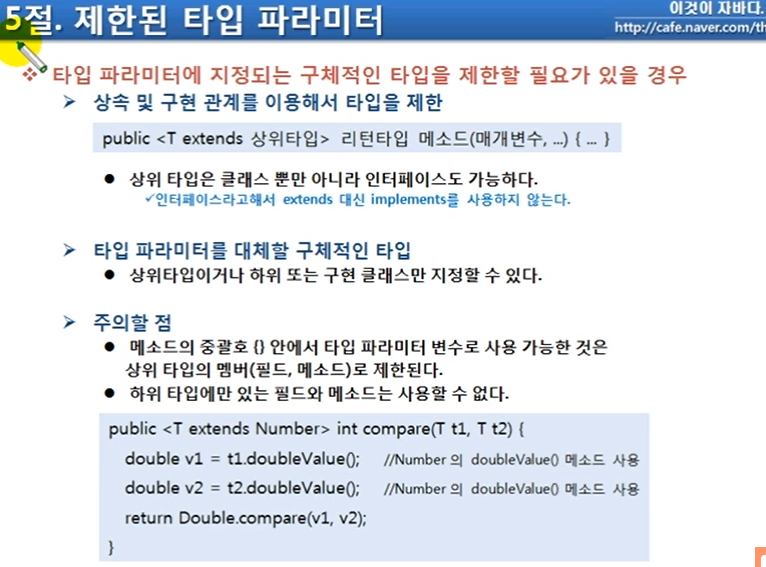 5절. 제한된 타입 파라미터
이것이 자바다.
http://cafe.naver.com/th
타입 파라미터에 지정되는 구체적인 타입을 제한할 필요가 있을 경우
상속 및 구현 관계를 이용해서 타입을 제한
public <T extends 상위타입> 리턴타입 메소드(매개변수, ...) { ... }
상위 타입은 클래스 뿐만 아니라 인터페이스도 가능하다.
인터페이스라고해서 extends 대신 implements를 사용하지 않는다.
타입 파라미터를 대체할 구체적인 타입
상위타입이거나 하위 또는 구현 클래스만 지정할 수 있다.
주의할 점
메소드의 중괄호 {} 안에서 타입 파라미터 변수로 사용 가능한 것은
상위 타입의 멤버(필드, 메소드)로 제한된다.
하위 타입에만 있는 필드와 메소드는 사용할 수 없다.
public <T extends Number> int compare(T t1, T t2) {
double v1 = t1.doubleValue(); //Number 의 doubleValue() 메소드 사용
double v2 = t2.doubleValue(); //Number 의 doubleValue() 메소드 사용
return Double.compare(v1, v2);
}